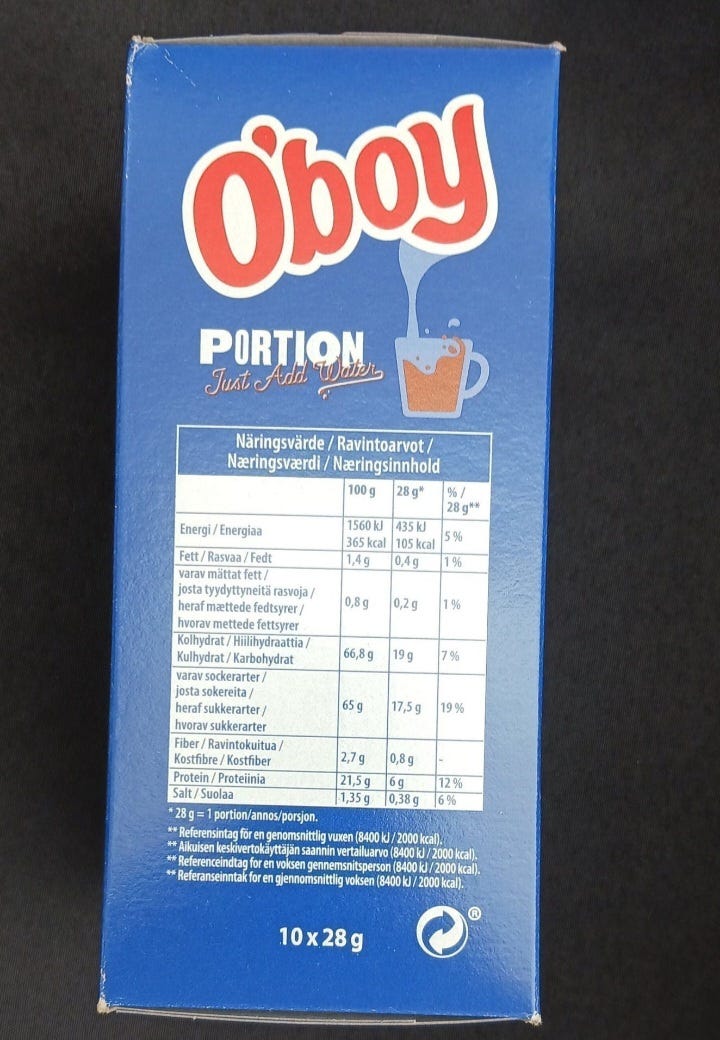 O'boy
PORTION
Just Add Water
Näringsvärde / Ravintoarvot /
Næringsværdi / Næringsinnhold
100 g 28 g* % /
28 g**
Energi / Energiaa 1560 kJ 435 kJ 5 %
365 kcal 105 kcal
Fett / Rasvaa / Fedt 1,4 g 0,4 g 1 %
varav mättat fett /
josta tyydyttyneitä rasvoja /
heraf mættede fedtsyrer / 0,8 g 0,2 g 1 %
hvorav mettede fettsyrer
Kolhydrat / Hiilihydraattia /
Kulhydrat / Karbohydrat 66,8 g 19 g 7 %
varav sockerarter /
josta sokereita /
heraf sukkerarter / 65 g 17,5 g 19 %
hvorav sukkerarter
Fiber / Ravintokuitua /
Kostfibre / Kostfiber 2,7 g 0,8 g -
Protein / Proteiinia 21,5 g 6 g 12 %
Salt / Suolaa 1,35 g 0,38 g 6 %
* 28 g = 1 portion/annos/porsjon.
** Referensintag för en genomsnittlig vuxen (8400 kJ / 2000 kcal).
** Aikuisen keskivertokäyttäjän saannin vertailuarvo (8400 kJ / 2000 kcal).
** Referenceindtag for en voksen gennemsnitsperson (8400 kJ / 2000 kcal).
** Referanseinntak for en gjennomsnittlig voksen (8400 kJ / 2000 kcal).
10 x 28 g
®